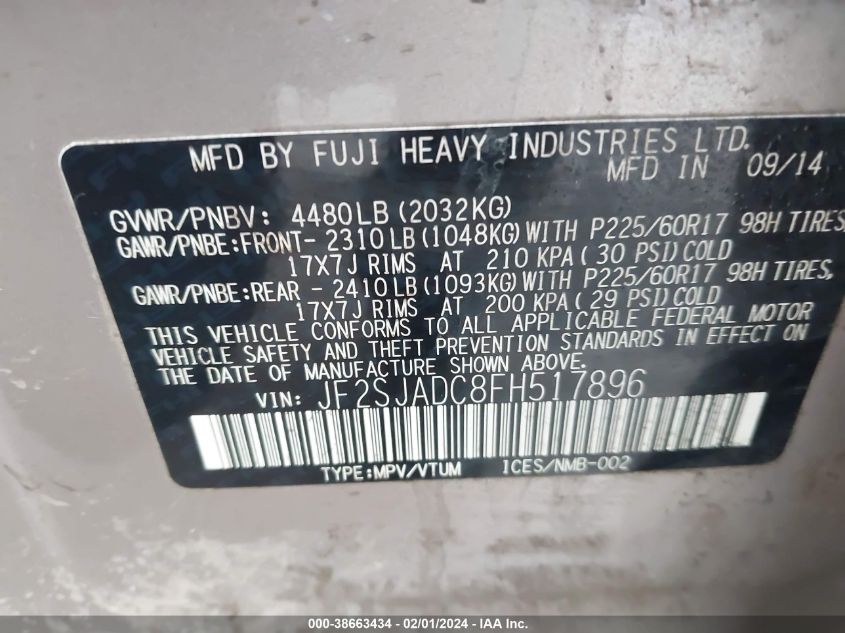 MFD BY FUJI HEAVY INDUSTRIES LTD.
MFD IN 09/14
GVWR/PNBV: 4480LB (2032KG)
GAWR/PNBE:FRONT- 2310LB(1048KG)WITH P225/60R17 98H TIRES,
17X7J RIMS AT 210 KPA( 30 PSI)COLD
GAWR/PNBE:REAR - 2410LB(1093KG)WITH P225/60R17 98H TIRES,
17X7J RIMS AT 200 KPA(29 PSI)COLD
THIS VEHICLE CONFORMS TO ALL APPLICABLE FEDERAL MOTOR
VEHICLE SAFETY AND THEFT PREVENTION STANDARDS IN EFFECT ON
THE DATE OF MANUFACTURE SHOWN ABOVE.
VIN: JF2SJADC8FH517896
TYPE:MPV/VTUM ICES/NMB-002
000-38663434 - 02/01/2024 - IAA Inc.